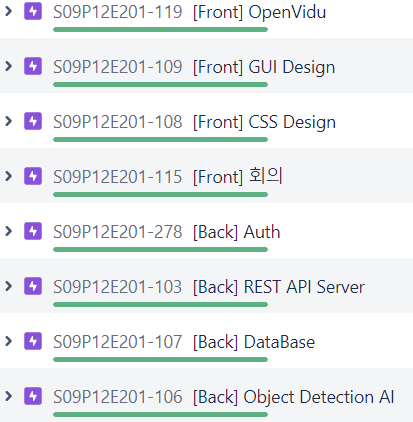 S09P12E201-119 [Front] OpenVidu
S09P12E201-109 [Front] GUI Design
S09P12E201-108 [Front] CSS Design
S09P12E201-115 [Front] 회의
S09P12E201-278 [Back] Auth
S09P12E201-103 [Back] REST API Server
S09P12E201-107 [Back] DataBase
S09P12E201-106 [Back] Object Detection AI